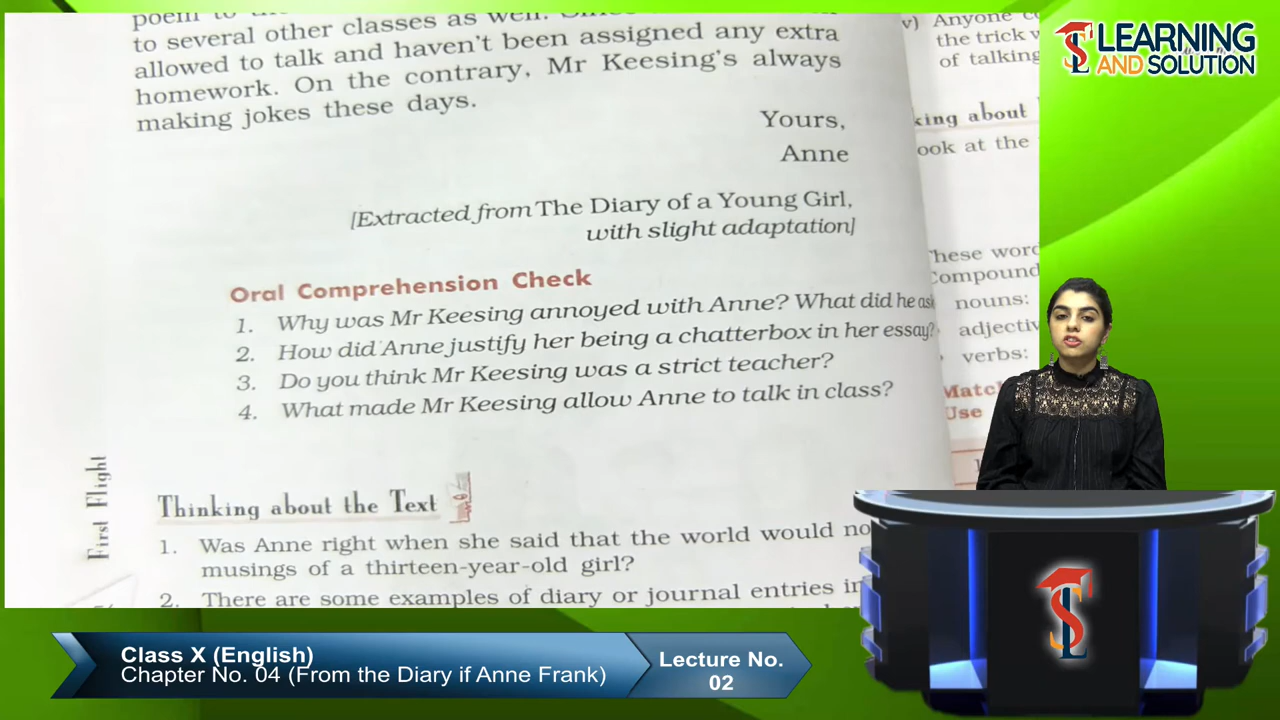 to several other classes as well.
allowed to talk and haven't been assigned any extra
homework. On the contrary, Mr Keesing's always
making jokes these days.
Yours,
Anne
[Extracted from The Diary of a Young Girl,
with slight adaptation]
Oral Comprehension Check
1. Why was Mr Keesing annoyed with Anne? What did he
2. How did Anne justify her being a chatterbox in her essay?
3. Do you think Mr Keesing was a strict teacher?
4. What made Mr Keesing allow Anne to talk in class?
First Flight
Thinking about the Text
1. Was Anne right when she said that the world would
musings of a thirteen-year-old girl?
2. There are some examples of diary or journal entries
v) Anyone
the trick
of talking
about
at the
nouns:
verbs:
Use
LEARNING
AND SOLUTION
Class X (English)
Chapter No. 04 (From the Diary if Anne Frank)
Lecture No.
02